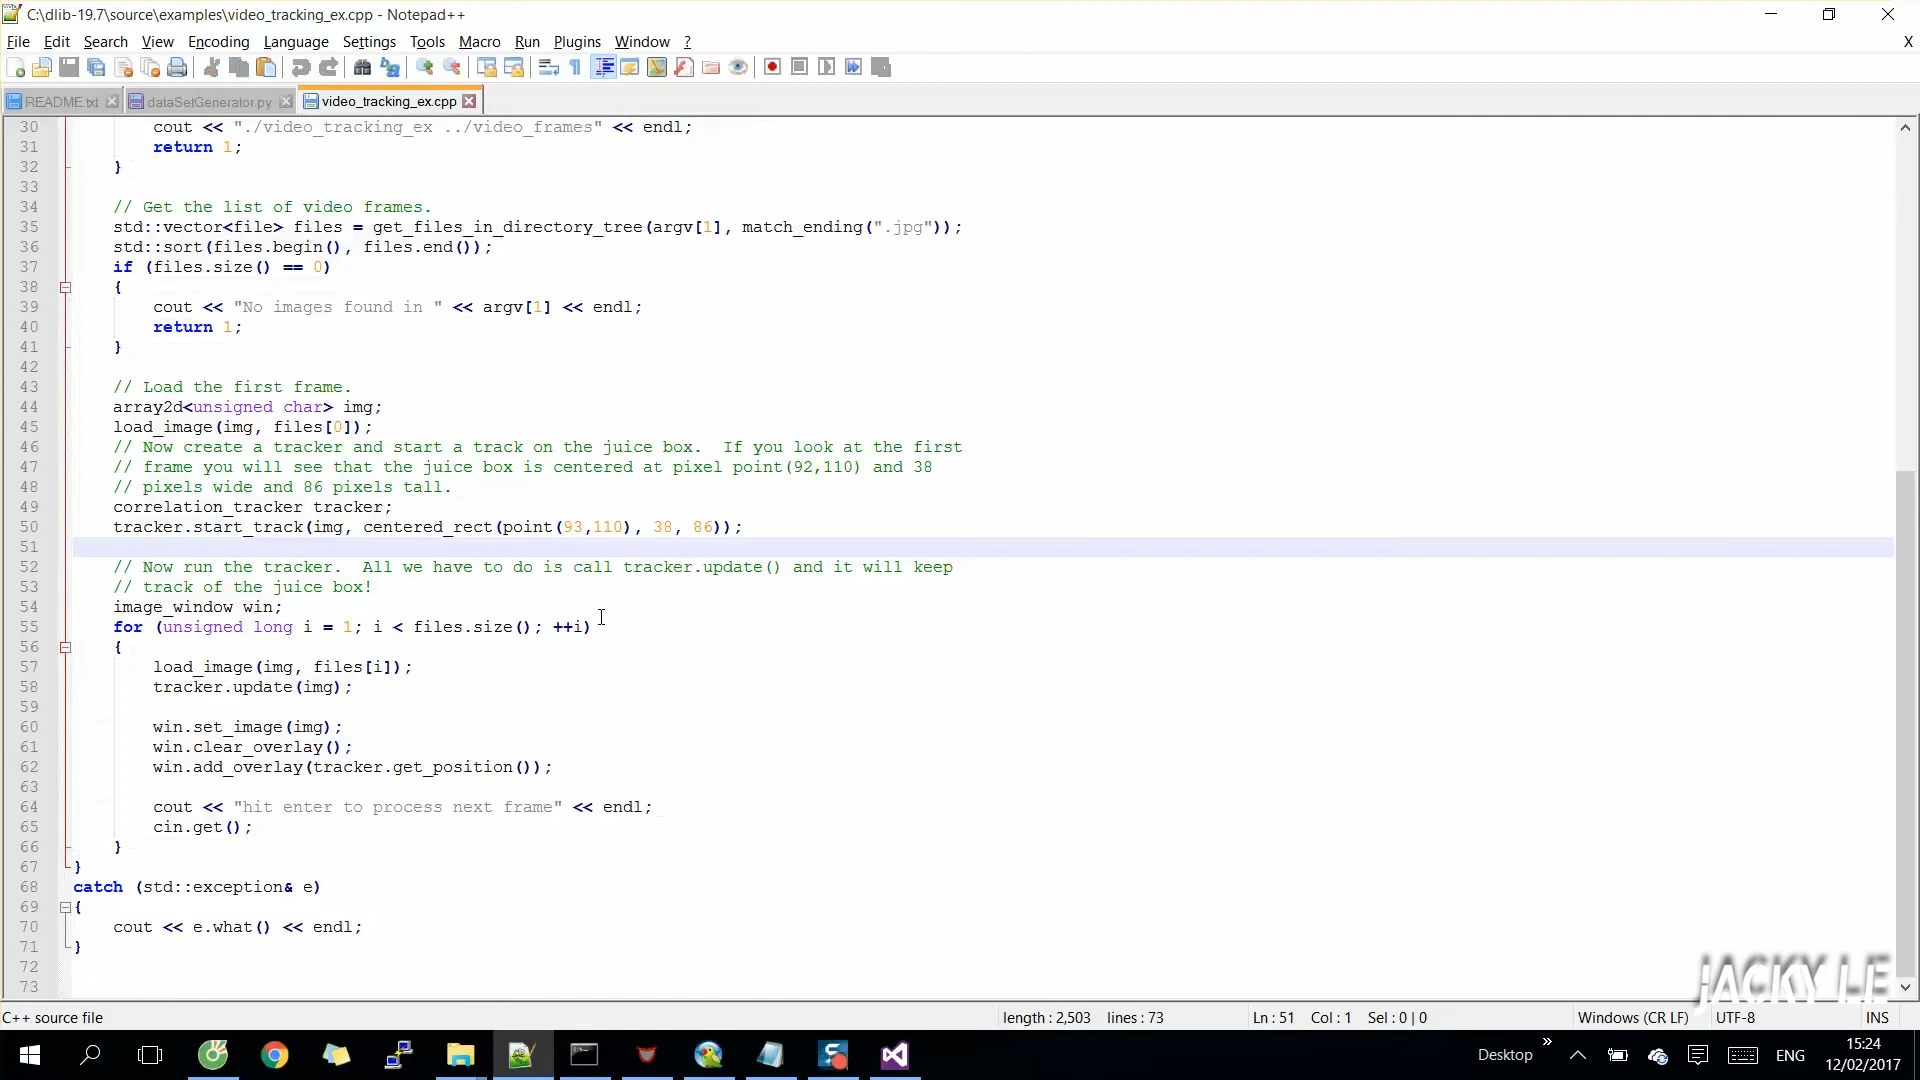 C:\dlib-19.7\source\examples\video_tracking_ex.cpp - Notepad++
File Edit Search View Encoding Language Settings Tools Macro Run Plugins Window ? X
README.txt dataSetGenerator.py video_tracking_ex.cpp
30 cout << "./video_tracking_ex ../video_frames" << endl;
31 return 1;
32 }
33
34 // Get the list of video frames.
35 std::vector<file> files = get_files_in_directory_tree(argv[1], match_ending(".jpg"));
36 std::sort(files.begin(), files.end());
37 if (files.size() == 0)
38 {
39 cout << "No images found in " << argv[1] << endl;
40 return 1;
41 }
42
43 // Load the first frame.
44 array2d<unsigned char> img;
45 load_image(img, files[0]);
46 // Now create a tracker and start a track on the juice box.  If you look at the first
47 // frame you will see that the juice box is centered at pixel point(92,110) and 38
48 // pixels wide and 86 pixels tall.
49 correlation_tracker tracker;
50 tracker.start_track(img, centered_rect(point(93,110), 38, 86));
51
52 // Now run the tracker.  All we have to do is call tracker.update() and it will keep
53 // track of the juice box!
54 image_window win;
55 for (unsigned long i = 1; i < files.size(); ++i)
56 {
57 load_image(img, files[i]);
58 tracker.update(img);
59
60 win.set_image(img);
61 win.clear_overlay();
62 win.add_overlay(tracker.get_position());
63
64 cout << "hit enter to process next frame" << endl;
65 cin.get();
66 }
67 }
68 catch (std::exception& e)
69 {
70 cout << e.what() << endl;
71 }
72
73
JACKY LE
C++ source file length : 2,503 lines : 73 Ln : 51 Col : 1 Sel : 0 | 0 Windows (CR LF) UTF-8 INS
Desktop ENG 15:24
12/02/2017